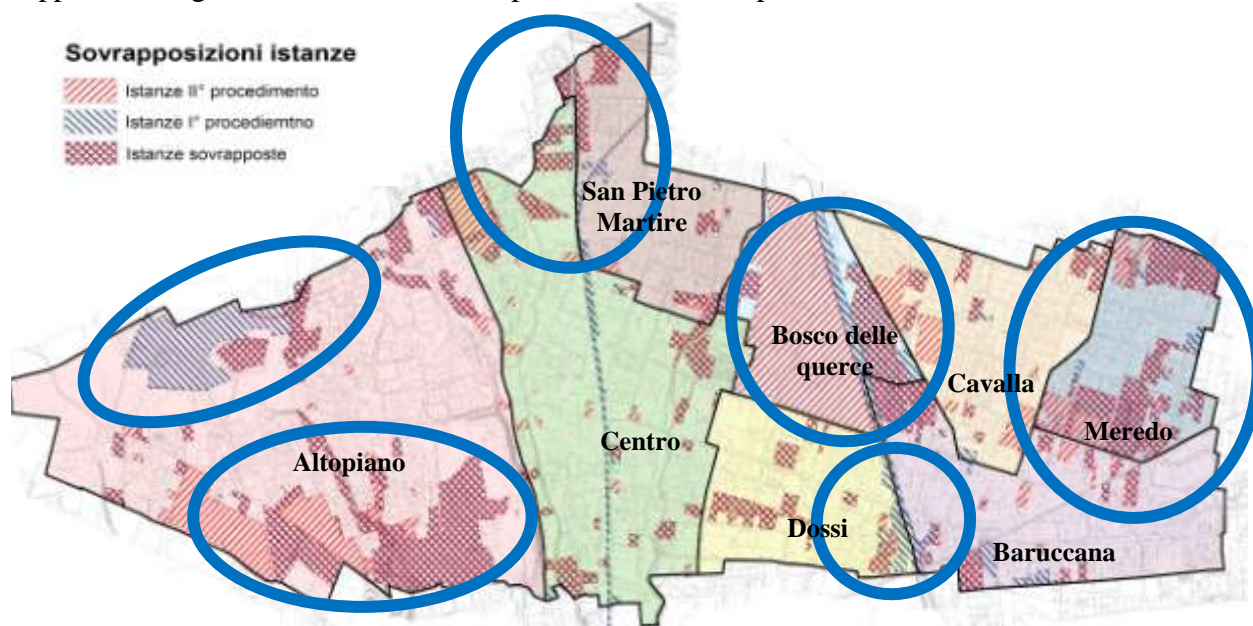 Sovrapposizioni istanze
Istanze II° procedimento
Istanze I° procediemtno
Istanze sovrapposte
San Pietro
Martire
Bosco delle
querce
Cavalla
Meredo
Centro
Altopiano
Dossi
Baruccana